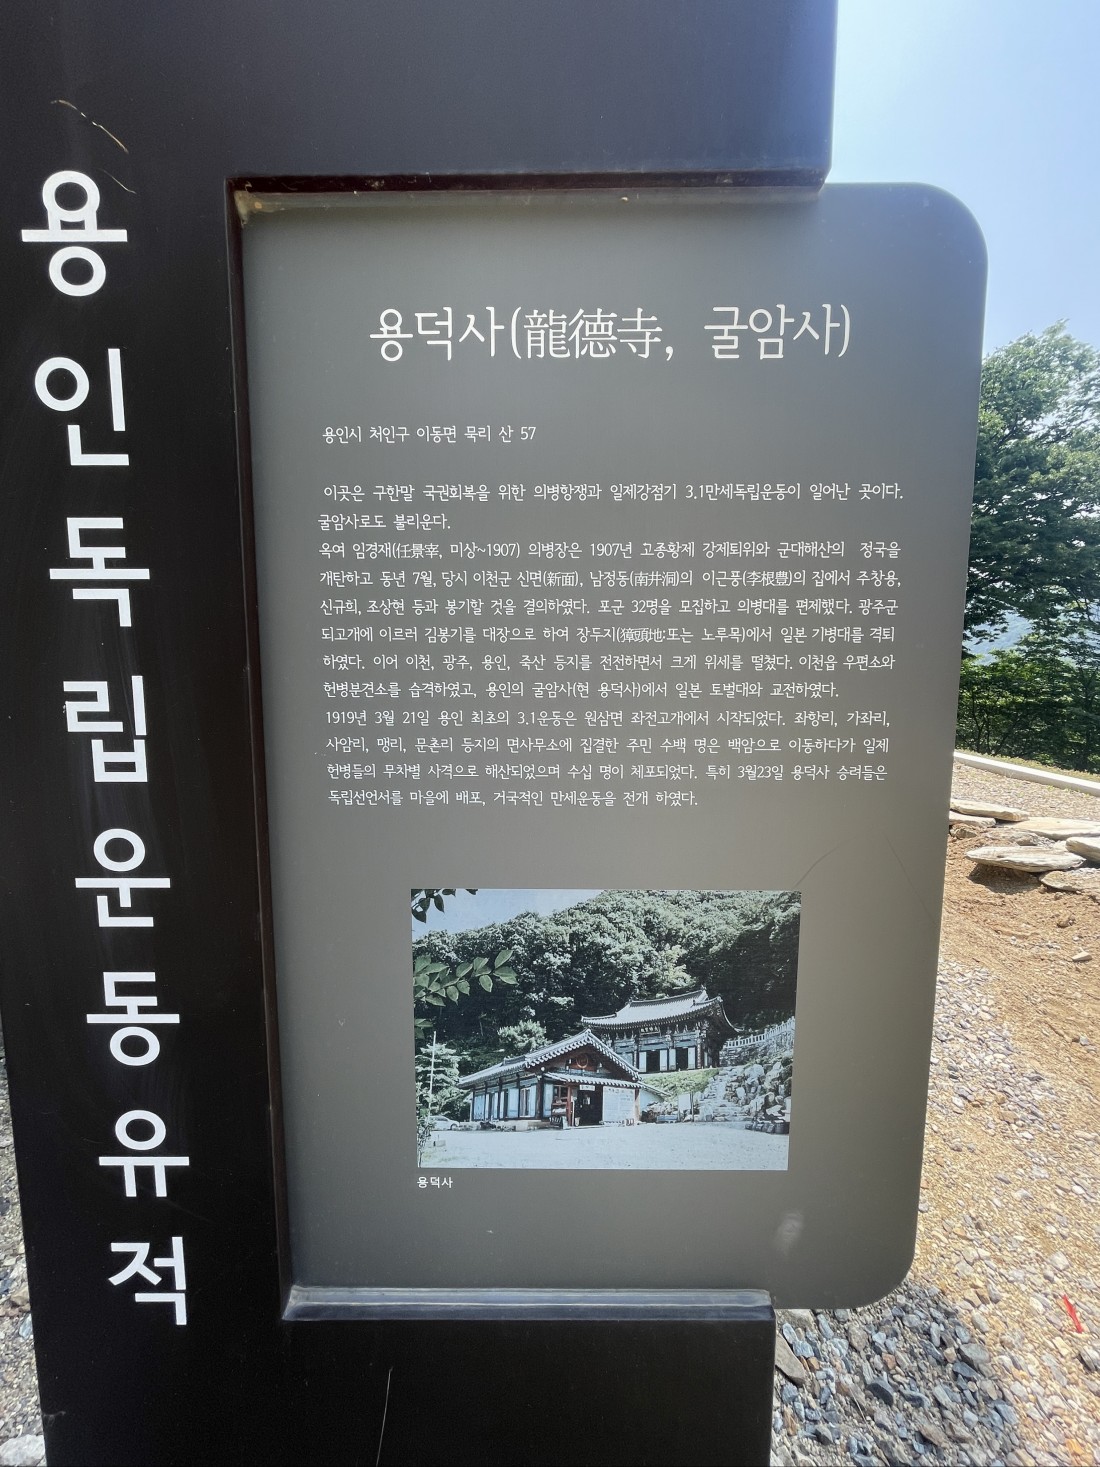 용인독립운동유적
용덕사(龍德寺, 굴암사)
용인시 처인구 이동면 묵리 산 57
이곳은 구한말 국권회복을 위한 의병항쟁과 일제강점기 3.1만세독립운동이 일어난 곳이다.
굴암사로도 불리운다.
옥여 임경재(任景宰, 미상~1907) 의병장은 1907년 고종황제 강제퇴위와 군대해산의 정국을
개탄하고 동년 7월, 당시 이천군 신면(新面), 남정동(南井洞)의 이근풍(李根豊)의 집에서 주창용,
신규희, 조상현 등과 봉기할 것을 결의하였다. 포군 32명을 모집하고 의병대를 편제했다. 광주군
되고개에 이르러 김봉기를 대장으로 하여 장두지(獐頭地:또는 노루목)에서 일본 기병대를 격퇴
하였다. 이어 이천, 광주, 용인, 죽산 등지를 전전하면서 크게 위세를 떨쳤다. 이천읍 우편소와
헌병분견소를 습격하였고, 용인의 굴암사(현 용덕사)에서 일본 토벌대와 교전하였다.
1919년 3월 21일 용인 최초의 3.1운동은 원삼면 좌전고개에서 시작되었다. 좌항리, 가좌리,
사암리, 맹리, 문촌리 등지의 면사무소에 집결한 주민 수백 명은 백암으로 이동하다가 일제
헌병들의 무차별 사격으로 해산되었으며 수십 명이 체포되었다. 특히 3월23일 용덕사 승려들은
독립선언서를 마을에 배포, 거국적인 만세운동을 전개 하였다.
용덕사